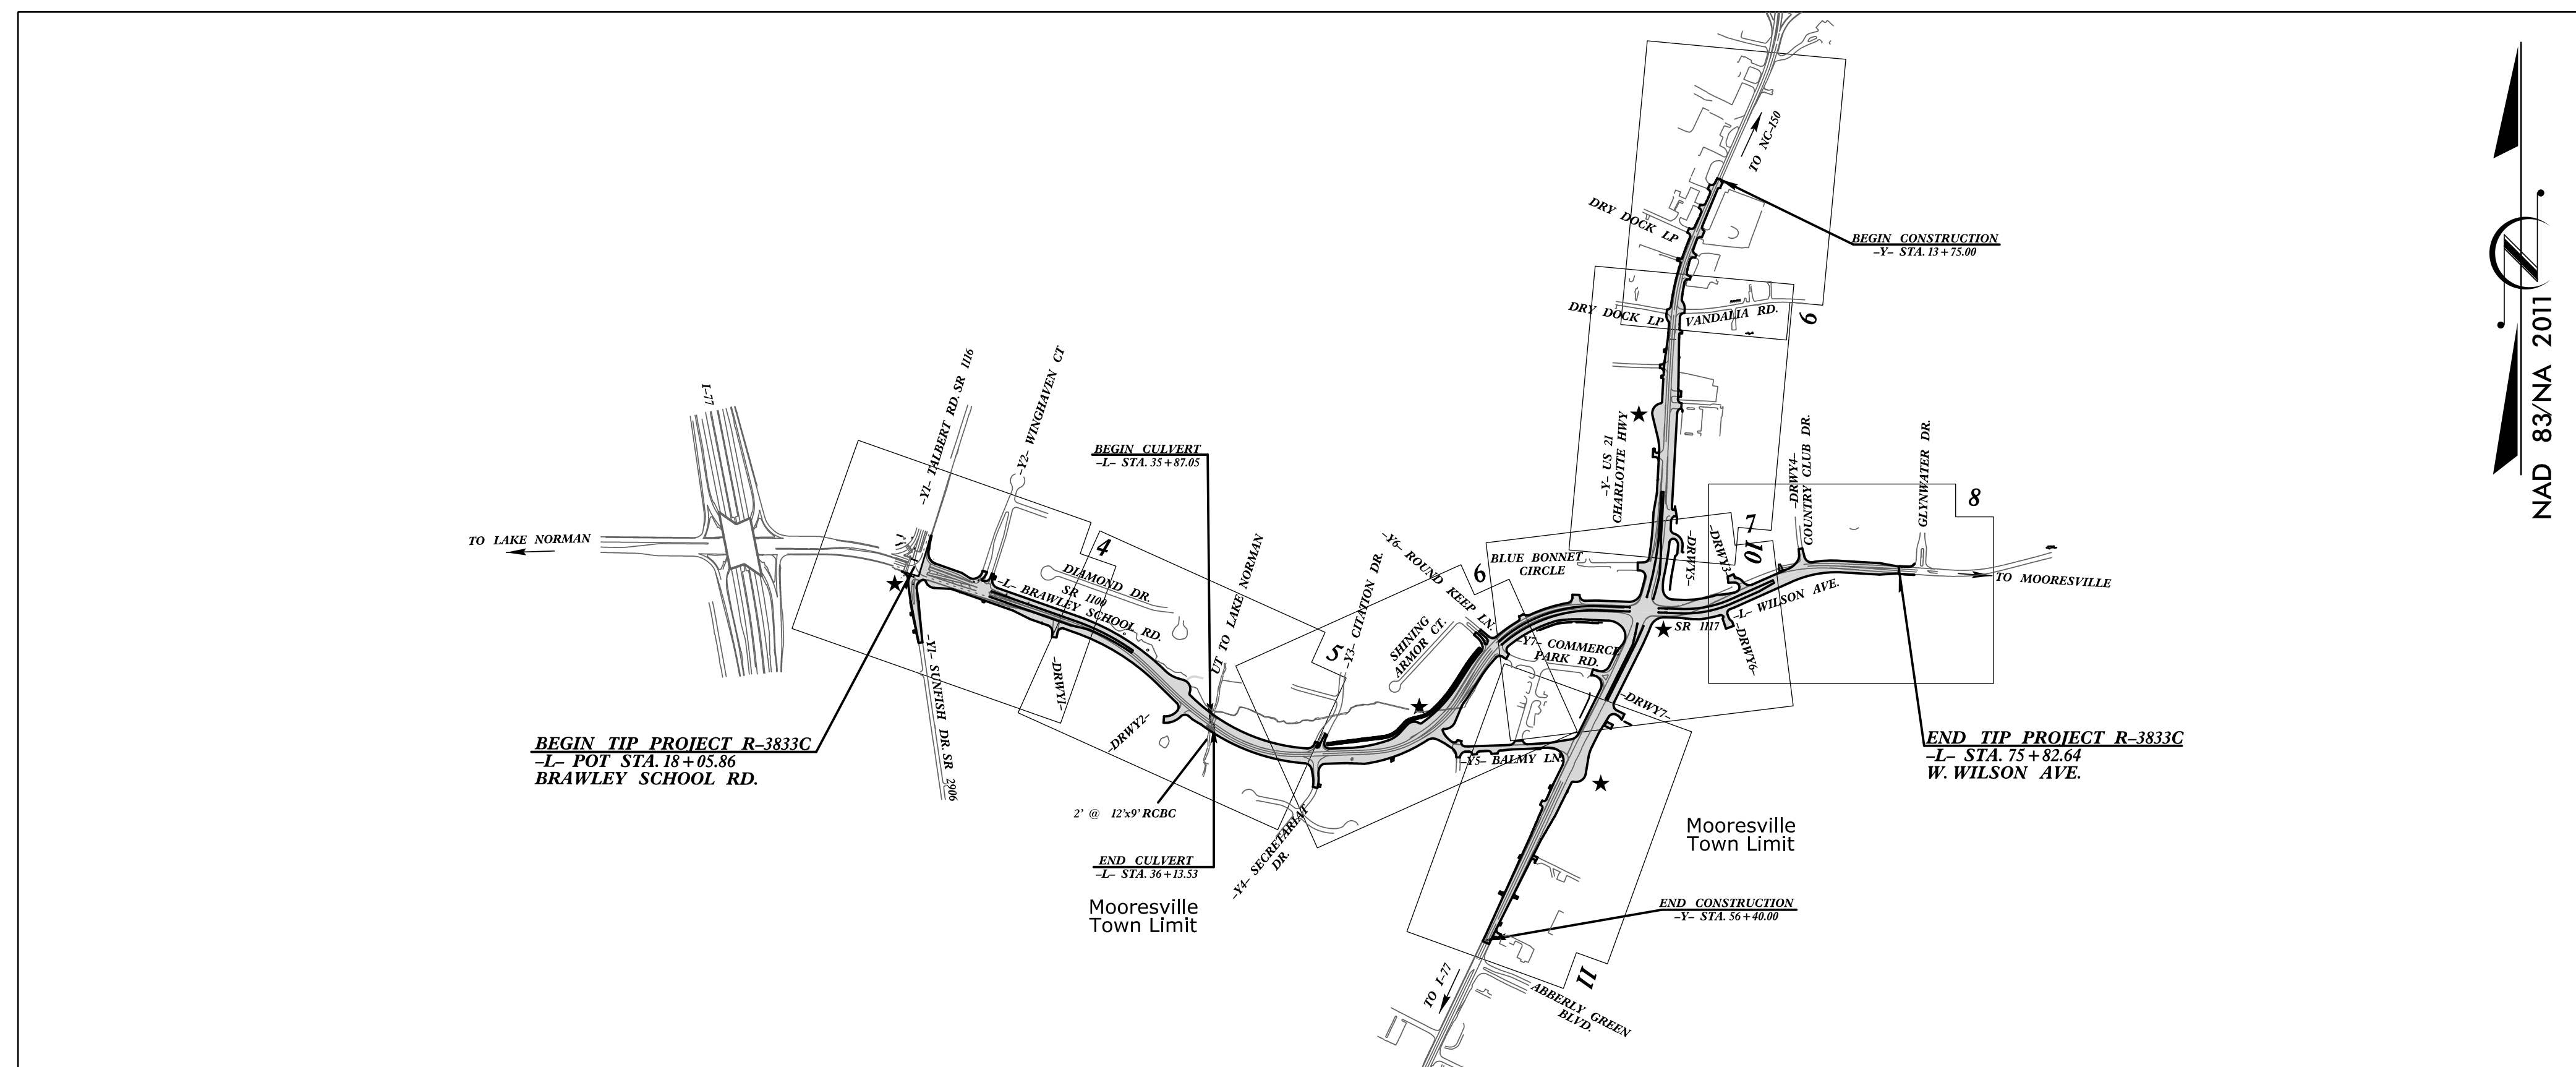 TO NC-150
DRY DOCK LP
BEGIN CONSTRUCTION
-Y- STA. 13+75.00
DRY DOCK LP
VANDALIA RD.
9
NAD 83/NA 2011
I-77
-Y1- TALBERT RD. SR 1116
-Y2- WINGHAVEN CT
BEGIN CULVERT
-L- STA. 35+87.05
-Y- US 21
CHARLOTTE HWY
-DRWY4-
COUNTRY CLUB DR.
GLYNWATER DR.
8
TO LAKE NORMAN
4
DIAMOND DR.
SR 1100
-L- BRAWLEY SCHOOL RD.
UT TO LAKE NORMAN
-Y3- CITATION DR.
-Y6- ROUND KEEP LN.
6
BLUE BONNET
CIRCLE
-DRWY5-
-DRWY3-
7
10
TO MOORESVILLE
-L- WILSON AVE.
SR 1117
-DRWY6-
SHINING
ARMOR CT.
5
-Y7- COMMERCE
PARK RD.
-DRWY7-
-Y1- SUNFISH DR. SR 2906
-DRWY1-
-DRWY2-
BEGIN TIP PROJECT R-3833C
-L- POT STA. 18+05.86
BRAWLEY SCHOOL RD.
-Y5- BALMY LN.
END TIP PROJECT R-3833C
-L- STA. 75+82.64
W. WILSON AVE.
2' @ 12'x9' RCBC
-Y4- SECRETARIAT
DR.
Mooresville
Town Limit
END CULVERT
-L- STA. 36+13.53
Mooresville
Town Limit
END CONSTRUCTION
-Y- STA. 56+40.00
11
TO I-77
ABBERLY GREEN
BLVD.